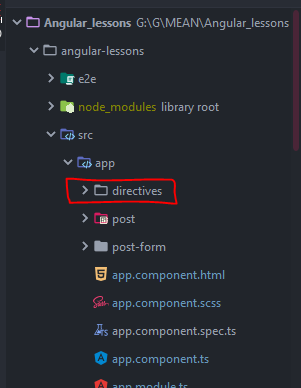 Angular_lessons G:\G\MEAN\Angular_lessons
angular-lessons
e2e
node_modules library root
src
app
directives
post
post-form
app.component.html
app.component.scss
app.component.spec.ts
app.component.ts
app.module.ts